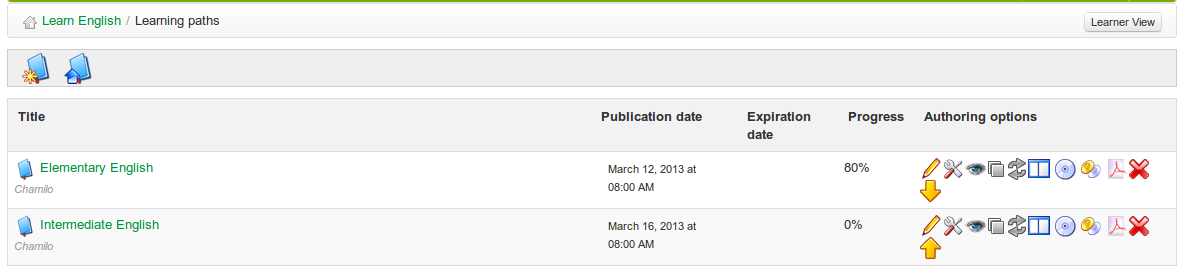 Learn English / Learning paths
Learner View
Title Publication date Expiration date Progress Authoring options
Elementary English March 12, 2013 at 08:00 AM 80%
Chamilo
Intermediate English March 16, 2013 at 08:00 AM 0%
Chamilo